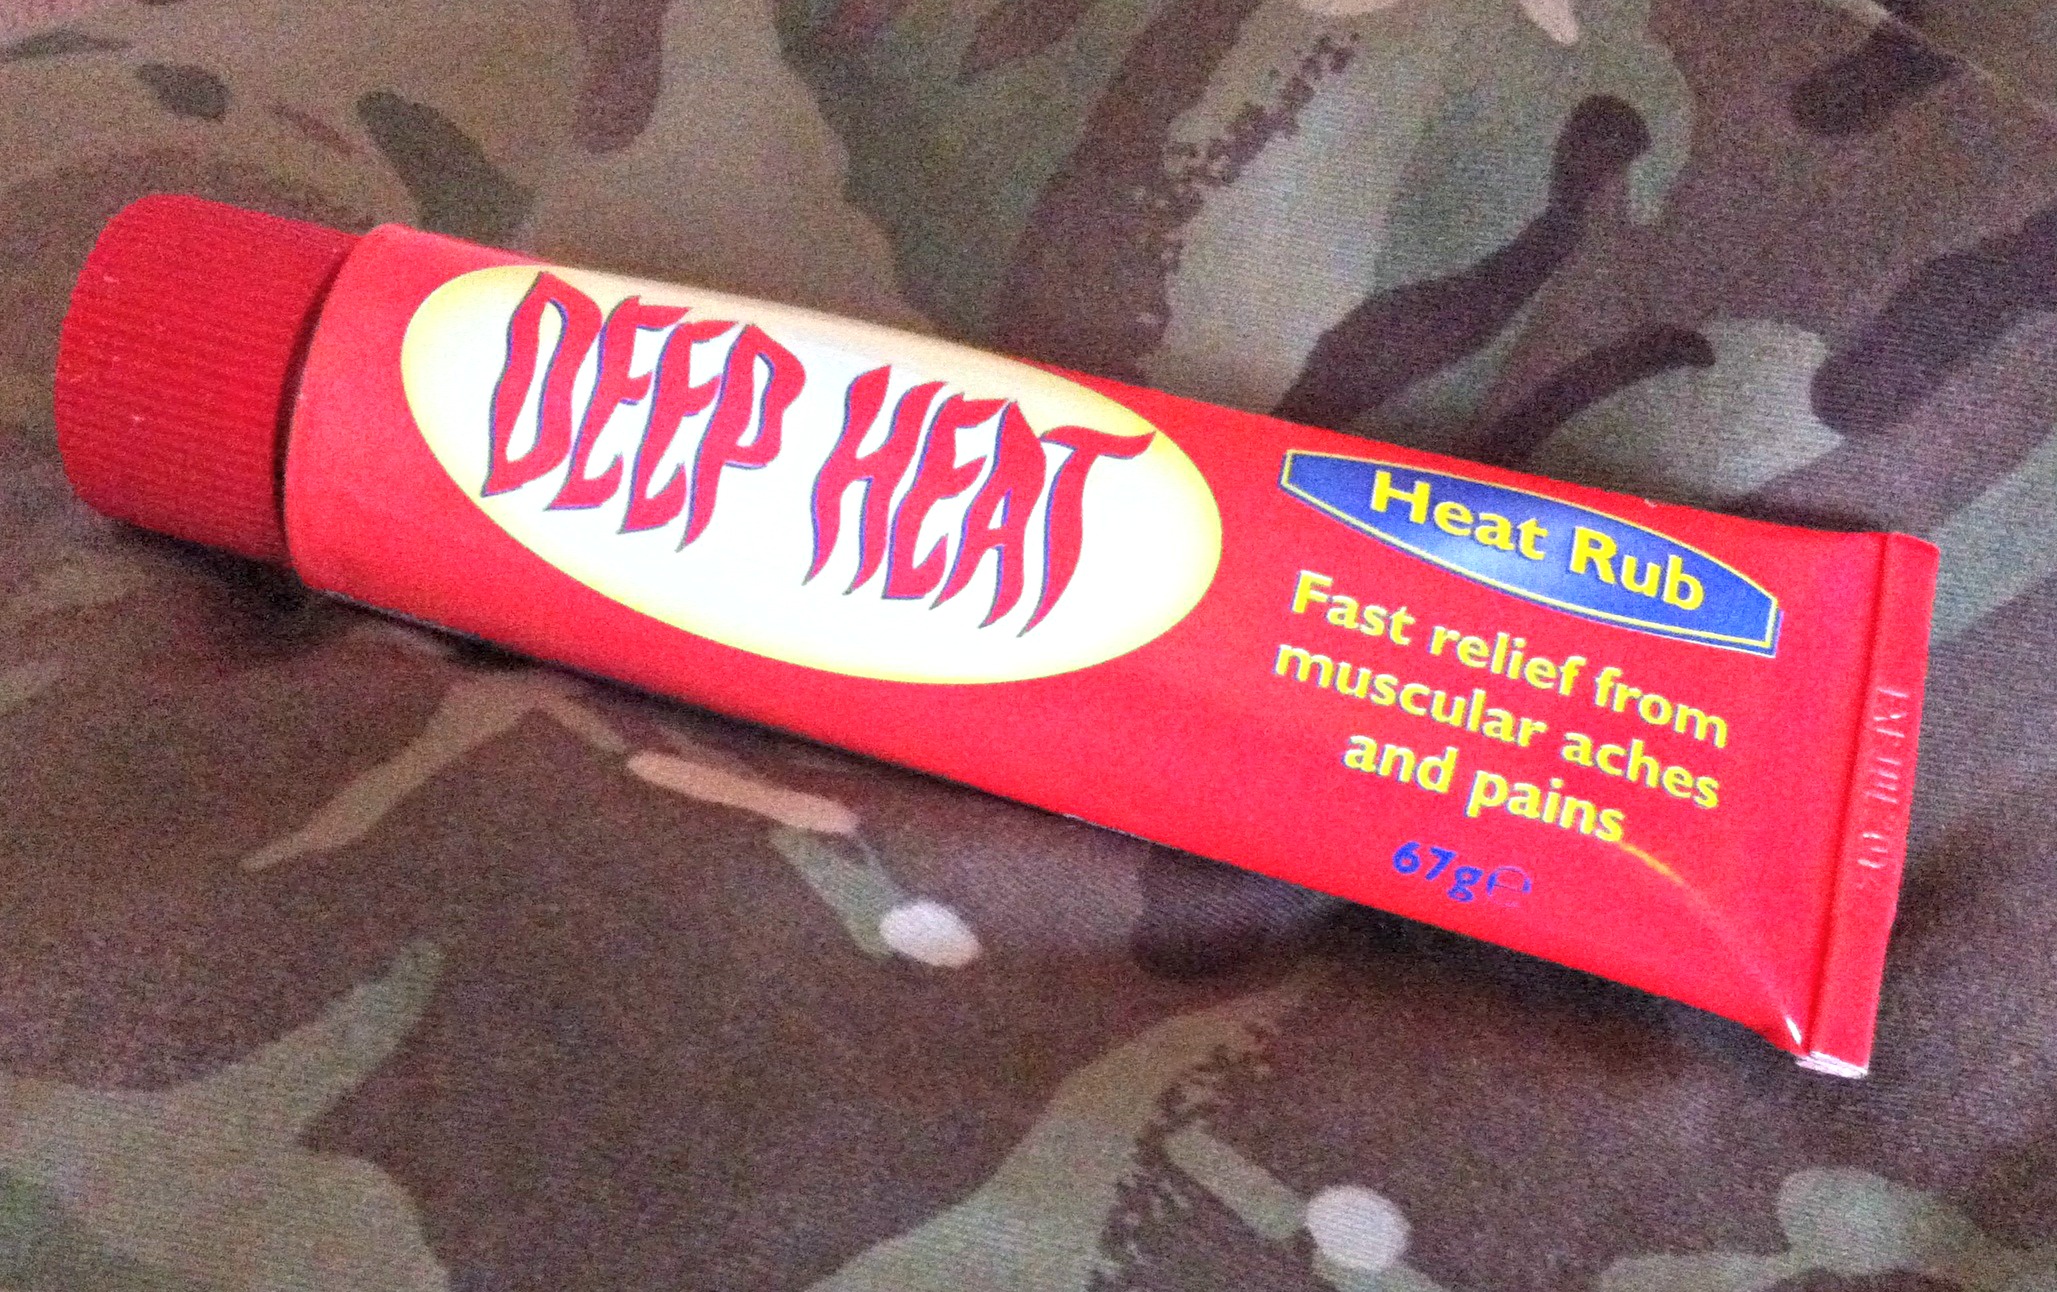 DEEP HEAT
Heat Rub
Fast relief from
muscular aches
and pains
67g℮